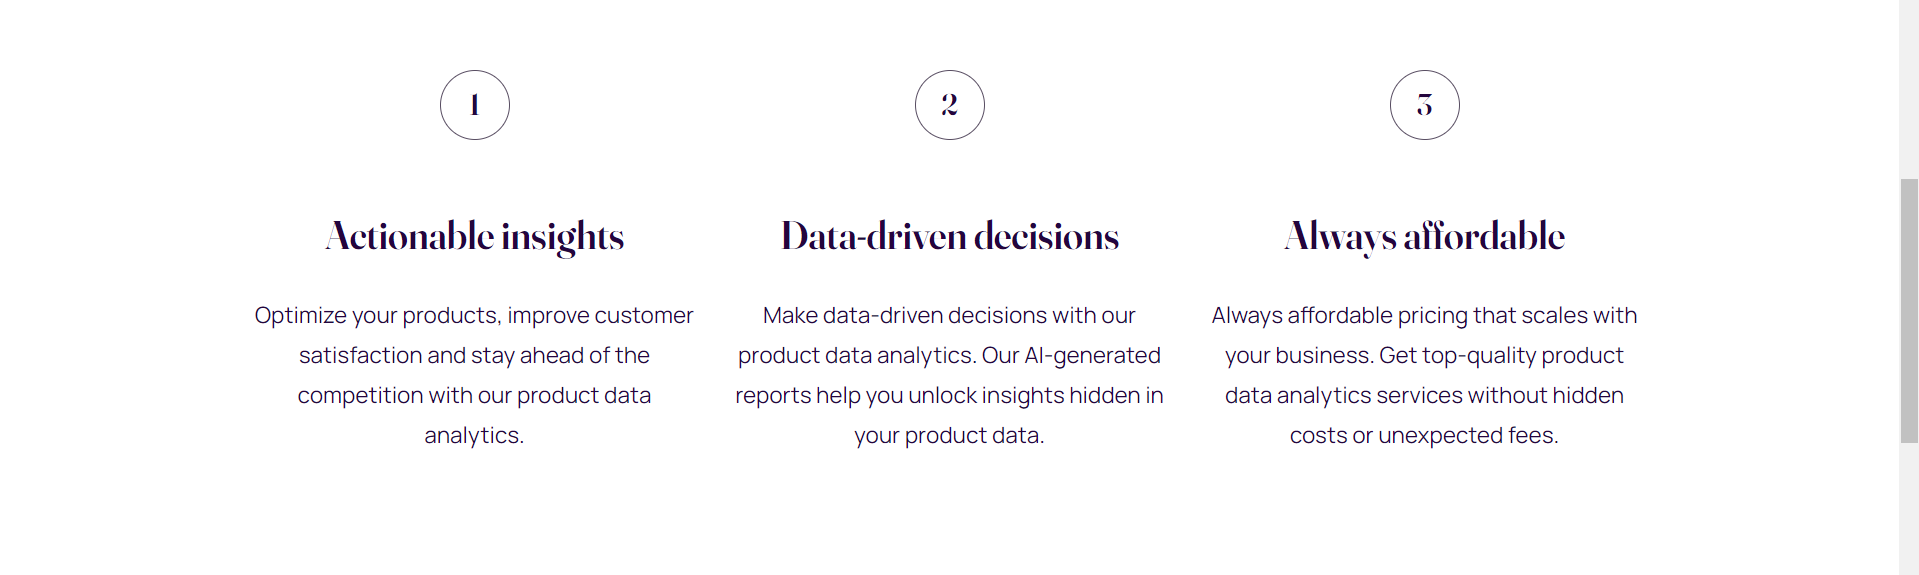 1
Actionable insights
Optimize your products, improve customer
satisfaction and stay ahead of the
competition with our product data
analytics.
2
Data-driven decisions
Make data-driven decisions with our
product data analytics. Our AI-generated
reports help you unlock insights hidden in
your product data.
3
Always affordable
Always affordable pricing that scales with
your business. Get top-quality product
data analytics services without hidden
costs or unexpected fees.